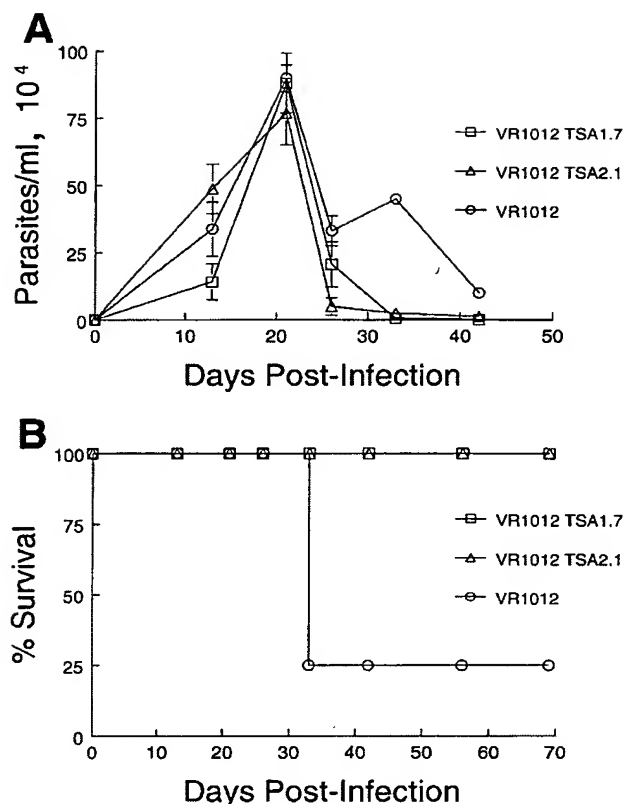 A
Parasites/ml, 10⁴
100
75
50
25
0
0 10 20 30 40 50
Days Post-Infection
VR1012 TSA1.7
VR1012 TSA2.1
VR1012
B
% Survival
100
75
50
25
0
0 10 20 30 40 50 60 70
Days Post-Infection
VR1012 TSA1.7
VR1012 TSA2.1
VR1012